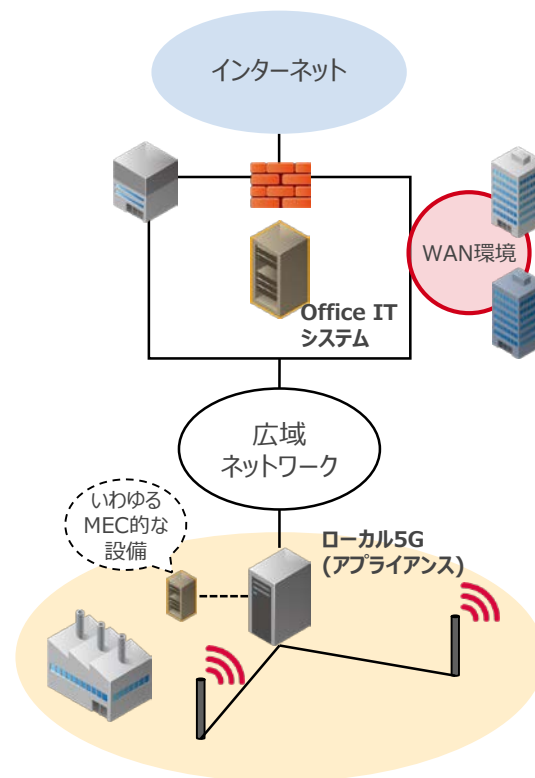 インターネット
WAN環境
Office IT
システム
広域
ネットワーク
いわゆる
MEC的な
設備
ローカル5G
(アプライアンス)